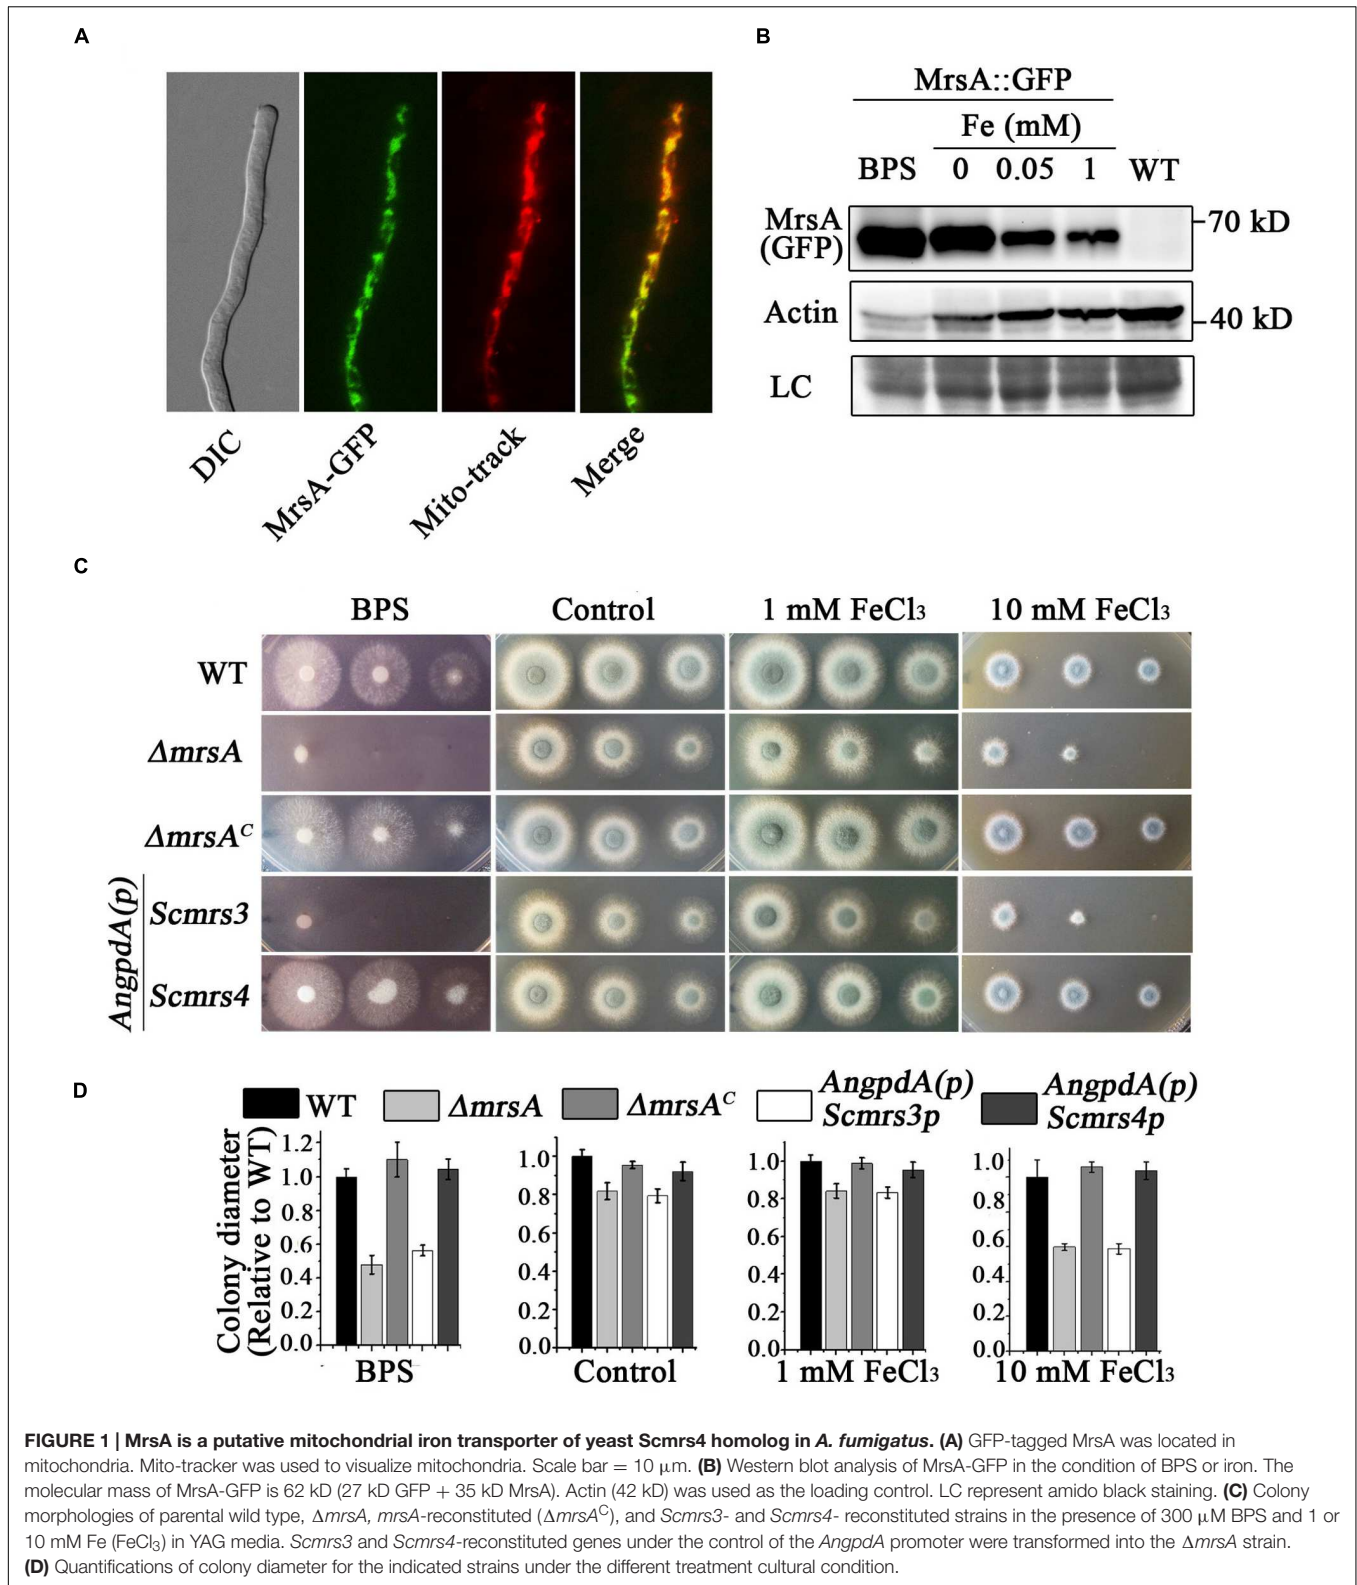 A
DIC
MrsA-GFP
Mito-track
Merge
B
MrsA::GFP
Fe (mM)
BPS 0 0.05 1 WT
MrsA
(GFP)
70 kD
Actin
40 kD
LC
C
BPS Control 1 mM FeCl3 10 mM FeCl3
WT
ΔmrsA
ΔmrsA^C
AngpdA(p)
Scmrs3
Scmrs4
D
WT ΔmrsA ΔmrsA^C AngpdA(p) Scmrs3p AngpdA(p) Scmrs4p
Colony diameter
(Relative to WT)
1.2
1.0
0.8
0.6
0.4
0.2
0.0
BPS
1.0
0.8
0.6
0.4
0.2
0.0
Control
1.0
0.8
0.6
0.4
0.2
0.0
1 mM FeCl3
1.0
0.8
0.6
0.4
0.2
0.0
10 mM FeCl3
FIGURE 1 | MrsA is a putative mitochondrial iron transporter of yeast Scmrs4 homolog in A. fumigatus. (A) GFP-tagged MrsA was located in
mitochondria. Mito-tracker was used to visualize mitochondria. Scale bar = 10 μm. (B) Western blot analysis of MrsA-GFP in the condition of BPS or iron. The
molecular mass of MrsA-GFP is 62 kD (27 kD GFP + 35 kD MrsA). Actin (42 kD) was used as the loading control. LC represent amido black staining. (C) Colony
morphologies of parental wild type, ΔmrsA, mrsA-reconstituted (ΔmrsA^C), and Scmrs3- and Scmrs4- reconstituted strains in the presence of 300 μM BPS and 1 or
10 mM Fe (FeCl3) in YAG media. Scmrs3 and Scmrs4-reconstituted genes under the control of the AngpdA promoter were transformed into the ΔmrsA strain.
(D) Quantifications of colony diameter for the indicated strains under the different treatment cultural condition.